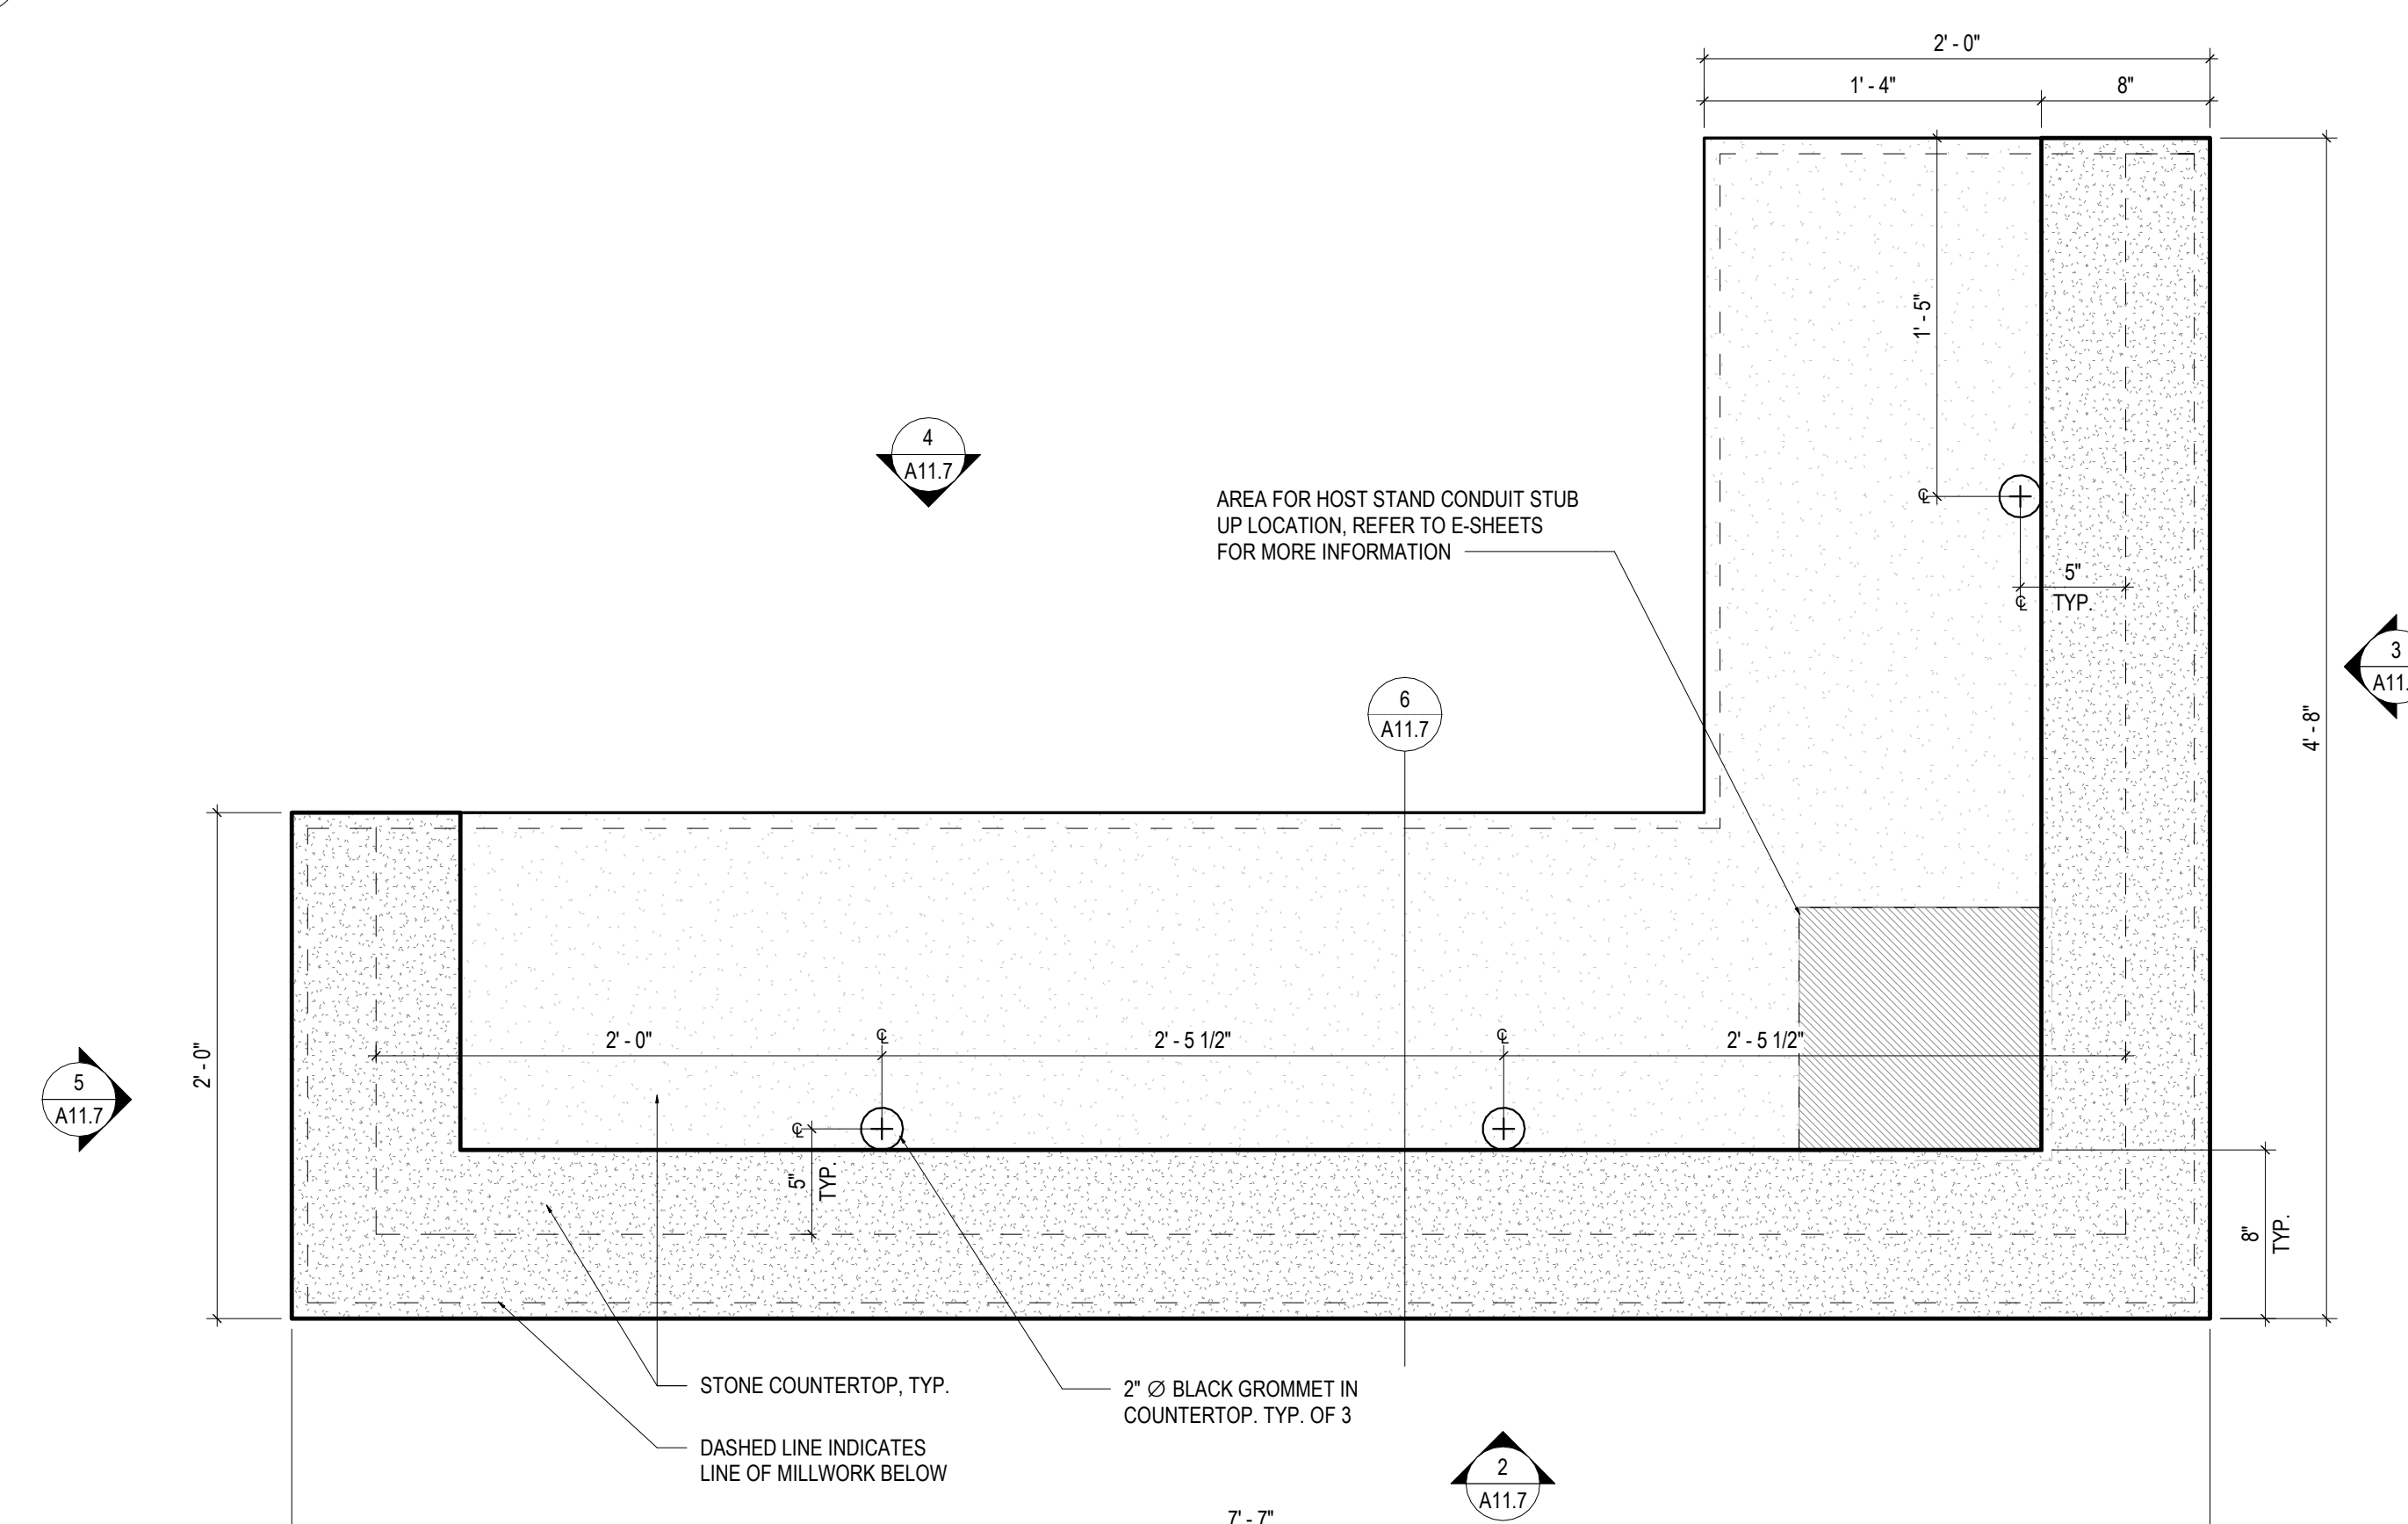 2' - 0"
1' - 4"
8"
4
A11.7
1' - 5"
AREA FOR HOST STAND CONDUIT STUB
UP LOCATION, REFER TO E-SHEETS
FOR MORE INFORMATION
℄
5"
℄
TYP.
3
A11.
6
A11.7
4' - 8"
2' - 0"
5
A11.7
2' - 0"
℄
2' - 5 1/2"
℄
2' - 5 1/2"
℄
5"
TYP.
8"
TYP.
STONE COUNTERTOP, TYP.
2" Ø BLACK GROMMET IN
COUNTERTOP. TYP. OF 3
DASHED LINE INDICATES
LINE OF MILLWORK BELOW
2
A11.7
7' - 7"